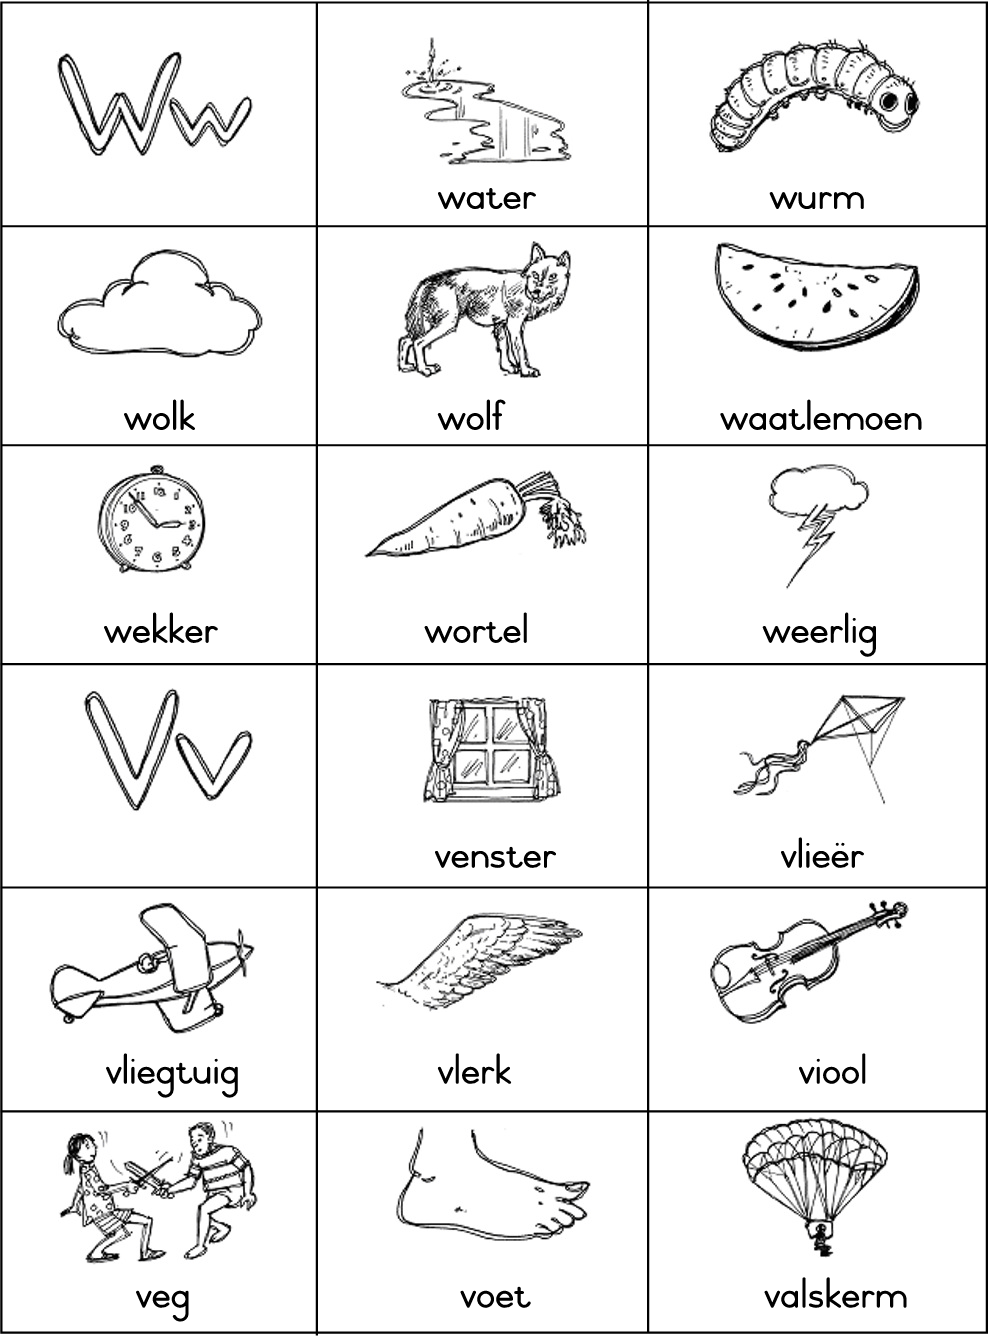 Ww
water
wurm
wolk
wolf
waatlemoen
wekker
wortel
weerlig
Vv
venster
vlieër
vliegtuig
vlerk
viool
veg
voet
valskerm